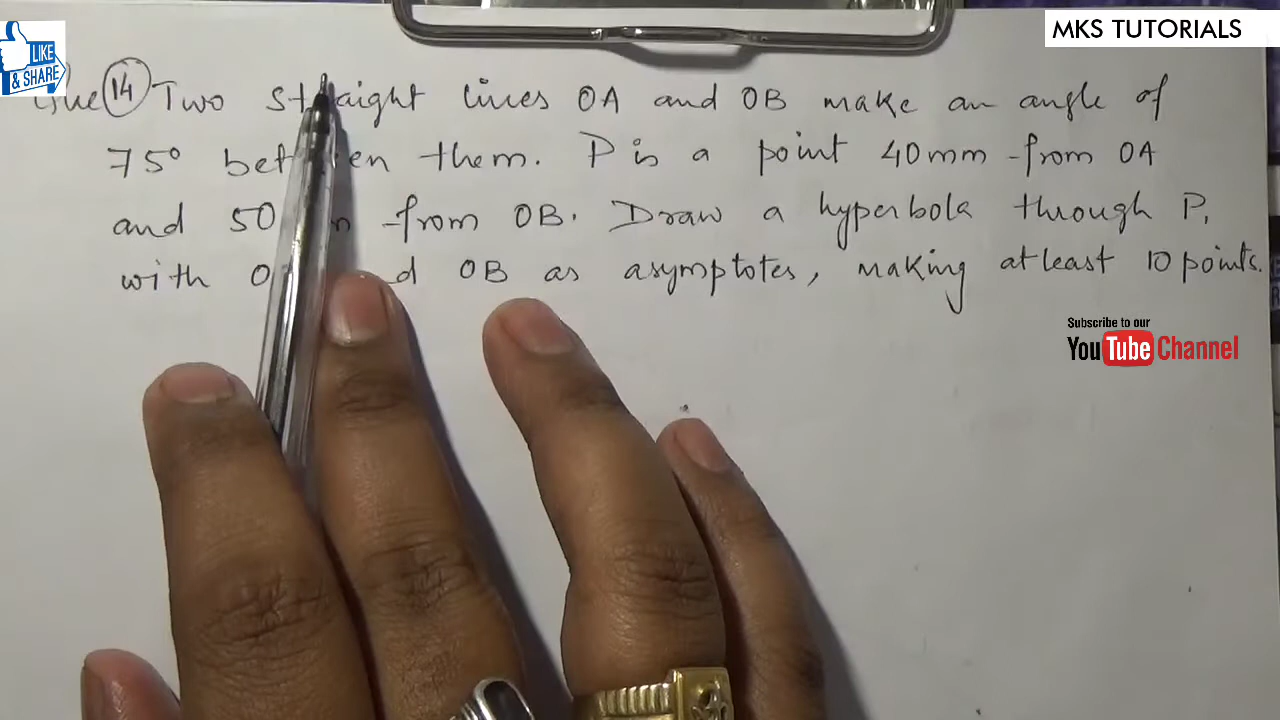 MKS TUTORIALS
LIKE
& SHARE
Que 14 Two straight lines OA and OB make an angle of
75° between them. P is a point 40mm from OA
and 50 from OB. Draw a hyperbola through P,
with OB as asymptotes, making atleast 10 points.
Subscribe to our
YouTube Channel